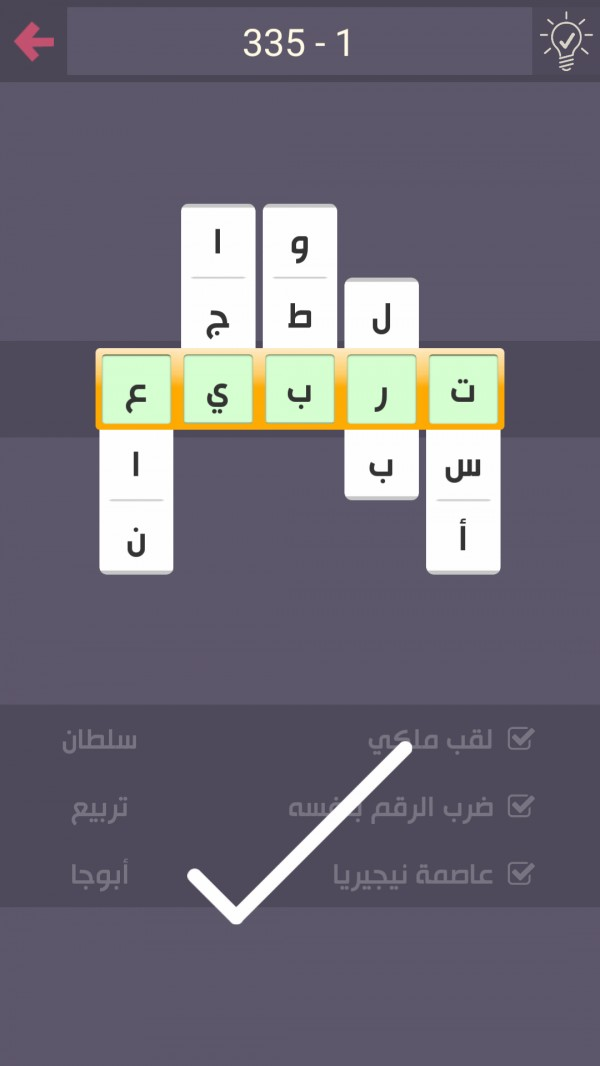 335 - 1
ا و
ج ط ل
ت ر ب ي ع
ا ب س
ن أ
لقب ملكي سلطان
ضرب الرقم بنفسه تربيع
عاصمة نيجيريا أبوجا